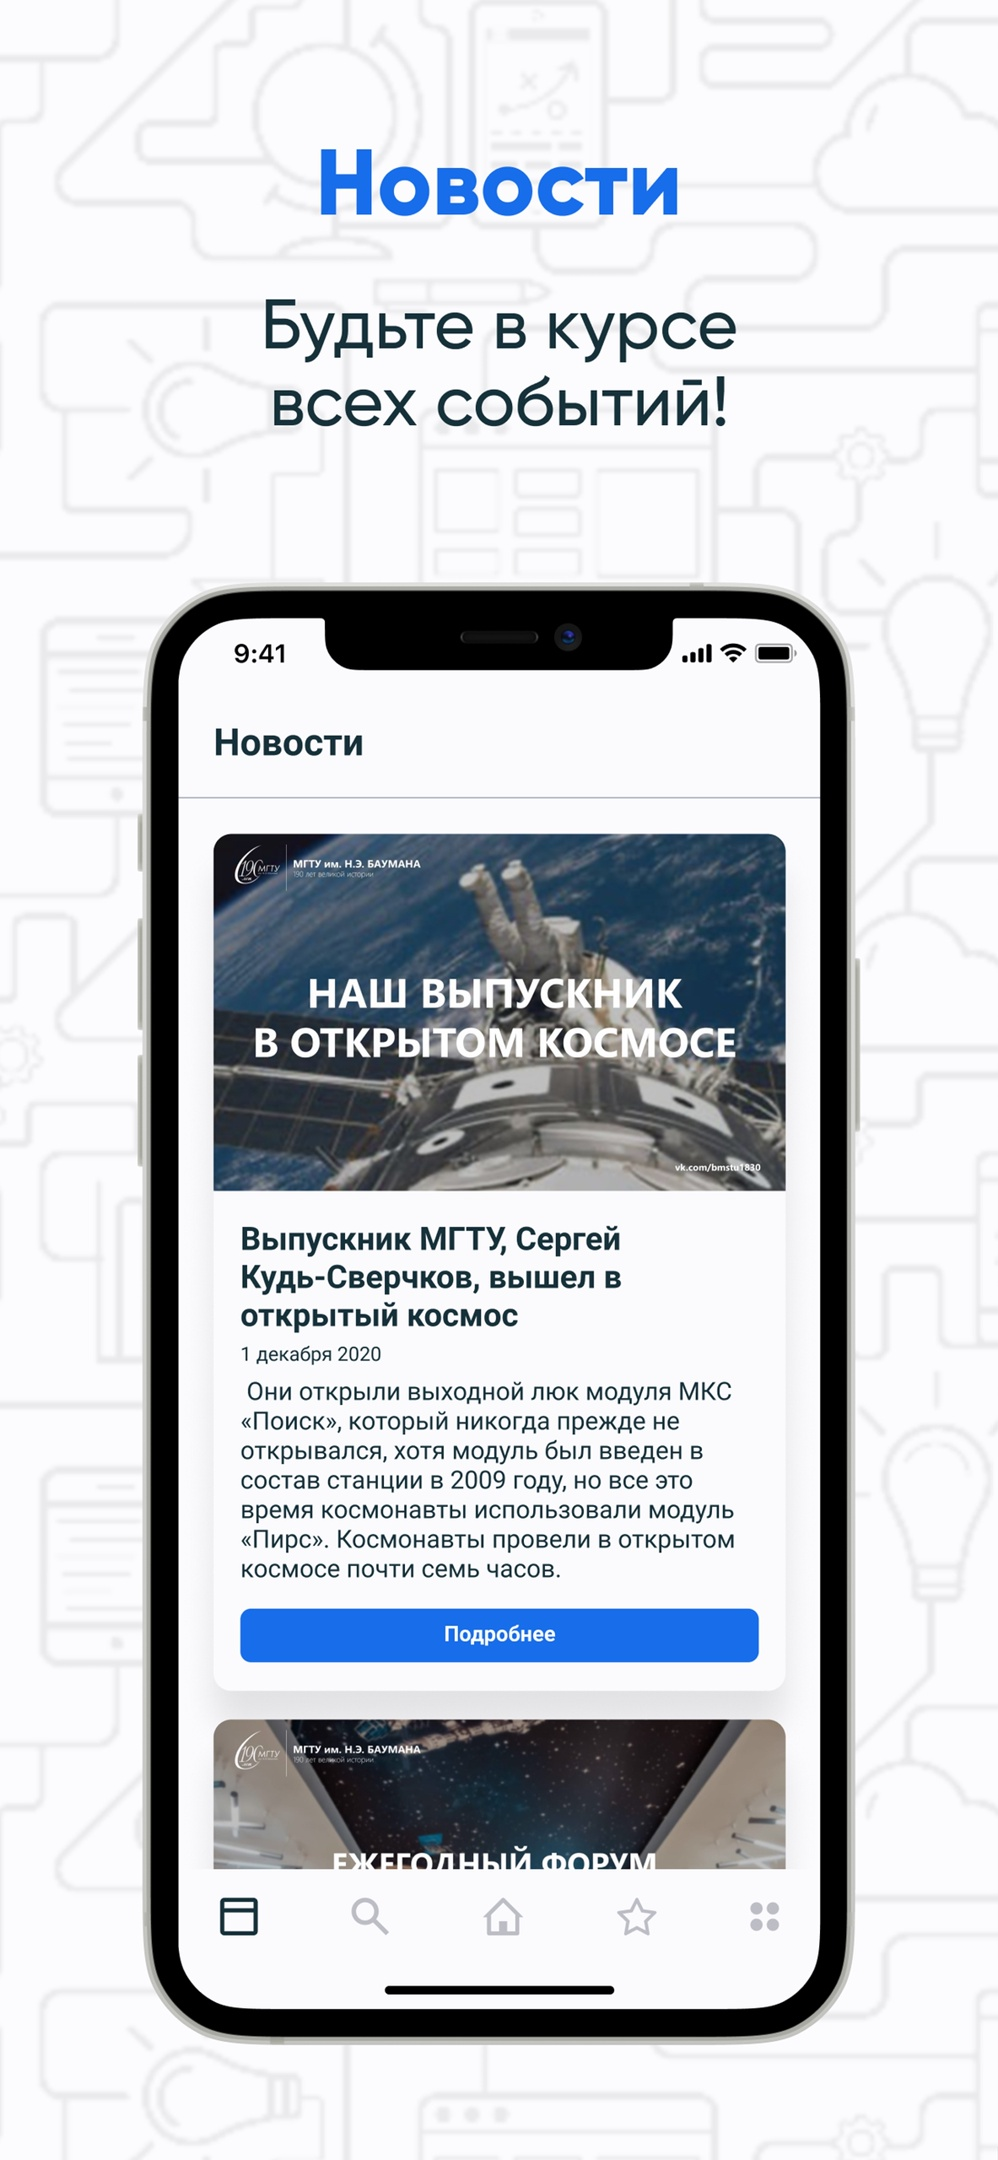 Новости
Будьте в курсе
всех событий!
9:41
Новости
190 МГТУ
МГТУ им. Н.Э. БАУМАНА
190 лет великой истории
НАШ ВЫПУСКНИК
В ОТКРЫТОМ КОСМОСЕ
vk.com/bmstu1830
Выпускник МГТУ, Сергей
Кудь-Сверчков, вышел в
открытый космос
1 декабря 2020
Они открыли выходной люк модуля МКС
«Поиск», который никогда прежде не
открывался, хотя модуль был введен в
состав станции в 2009 году, но все это
время космонавты использовали модуль
«Пирс». Космонавты провели в открытом
космосе почти семь часов.
Подробнее
190 МГТУ
МГТУ им. Н.Э. БАУМАНА
190 лет великой истории
ЕЖЕГОДНЫЙ ФОРУМ